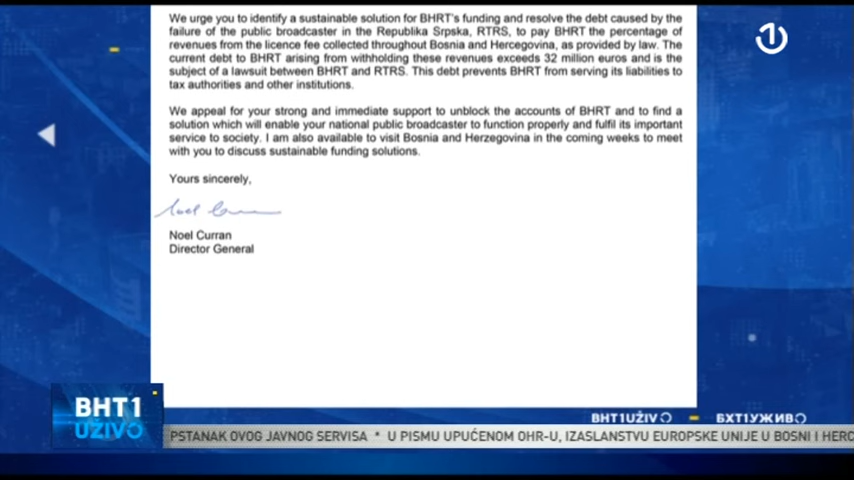 We urge you to identify a sustainable solution for BHRT's funding and resolve the debt caused by the
failure of the public broadcaster in the Republika Srpska, RTRS, to pay BHRT the percentage of
revenues from the licence fee collected throughout Bosnia and Hercegovina, as provided by law. The
current debt to BHRT arising from withholding these revenues exceeds 32 million euros and is the
subject of a lawsuit between BHRT and RTRS. This debt prevents BHRT from serving its liabilities to
tax authorities and other institutions.
We appeal for your strong and immediate support to unblock the accounts of BHRT and to find a
solution which will enable your national public broadcaster to function properly and fulfil its important
service to society. I am also available to visit Bosnia and Herzegovina in the coming weeks to meet
with you to discuss sustainable funding solutions.
Yours sincerely,
Noel Curran
Noel Curran
Director General
BHT1UŽIVO БХТ1УЖИВО
BHT1
UŽIVO
PSTANAK OVOG JAVNOG SERVISA * U PISMU UPUĆENOM OHR-U, IZASLANSTVU EUROPSKE UNIJE U BOSNI I HERC